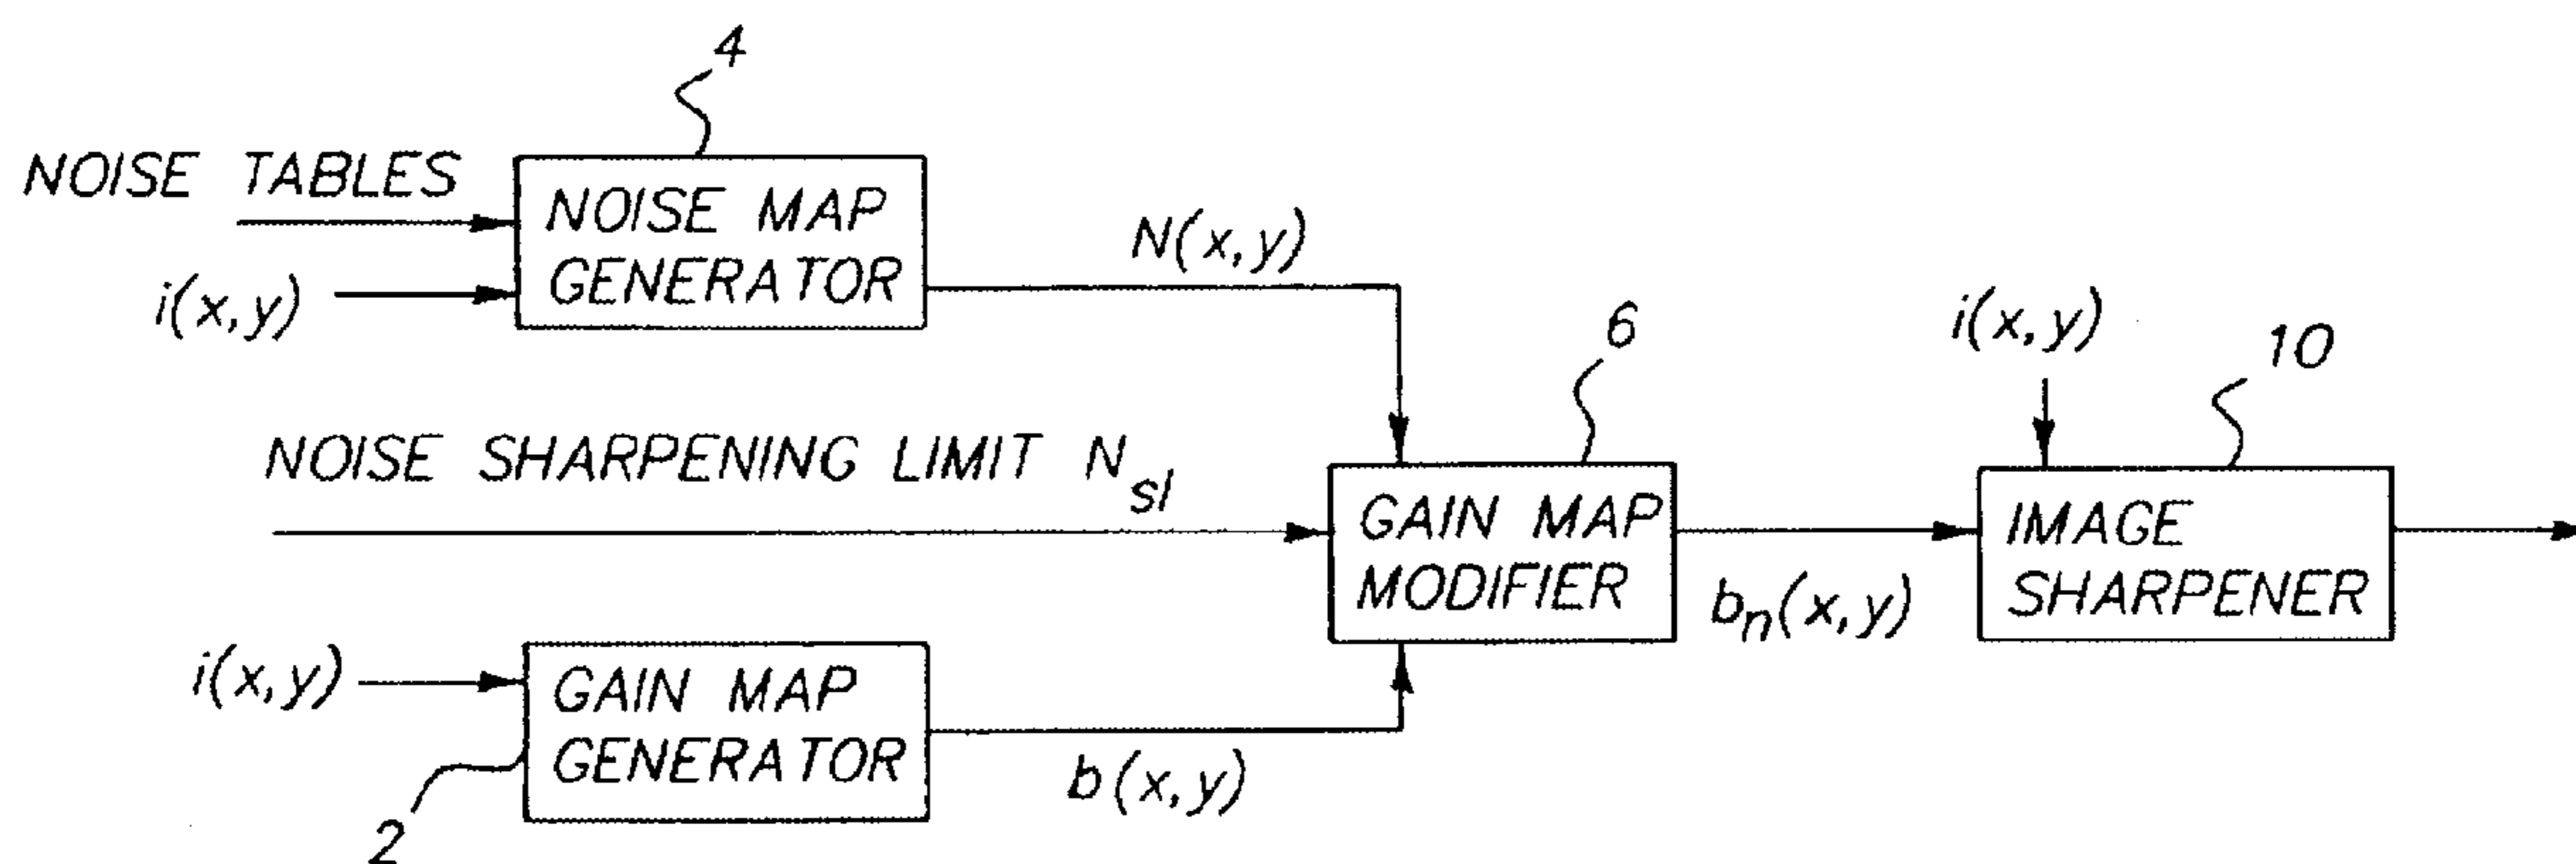 4
NOISE TABLES
NOISE MAP
GENERATOR
i(x,y)
N(x,y)
NOISE SHARPENING LIMIT N_sl
6
GAIN MAP
MODIFIER
i(x,y)
GAIN MAP
GENERATOR
2
b(x,y)
b_n(x,y)
i(x,y)
10
IMAGE
SHARPENER